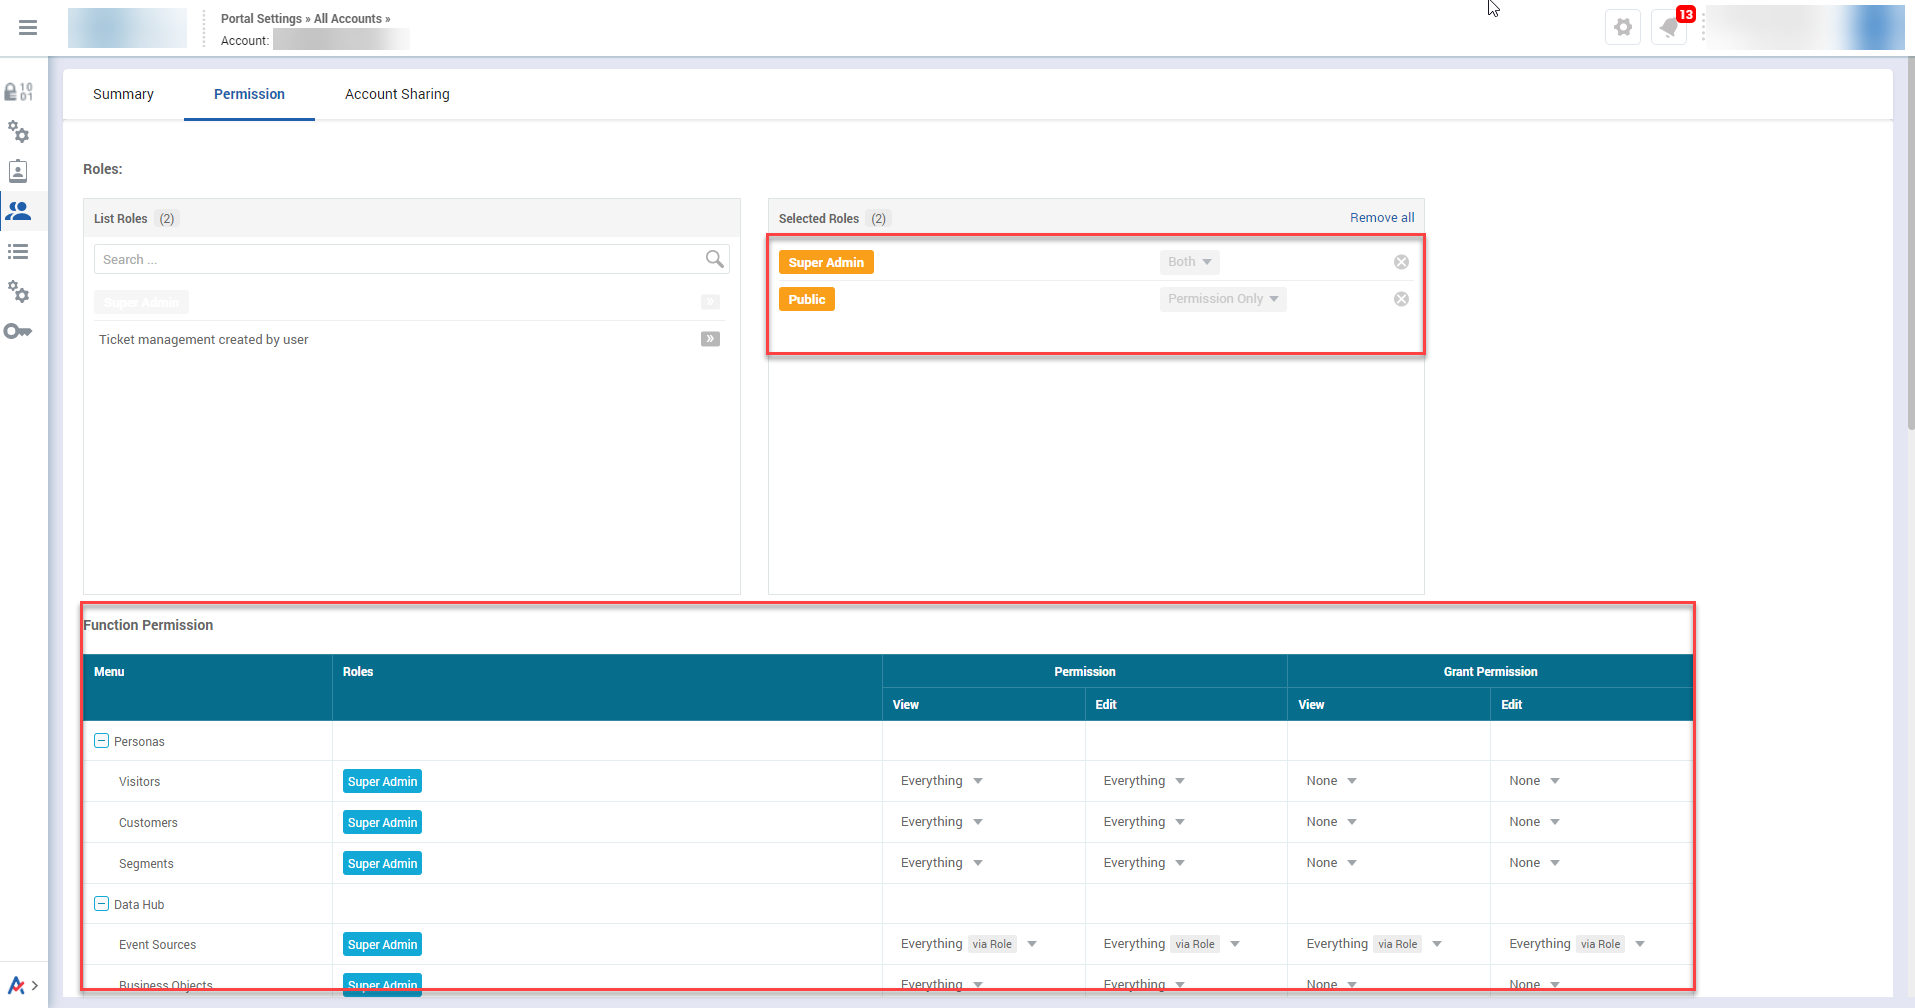 Portal Settings » All Accounts »
Account:
13
10
01
Summary
Permission
Account Sharing
Roles:
List Roles (2)
Search ...
Super Admin
Ticket management created by user
Selected Roles (2)
Remove all
Super Admin
Both
Public
Permission Only
Function Permission
Menu
Roles
Permission
Grant Permission
View
Edit
View
Edit
Personas
Visitors
Super Admin
Everything
Everything
None
None
Customers
Super Admin
Everything
Everything
None
None
Segments
Super Admin
Everything
Everything
None
None
Data Hub
Event Sources
Super Admin
Everything via Role
Everything via Role
Everything via Role
Everything via Role
Business Objects
Super Admin
Everything
Everything
None
None